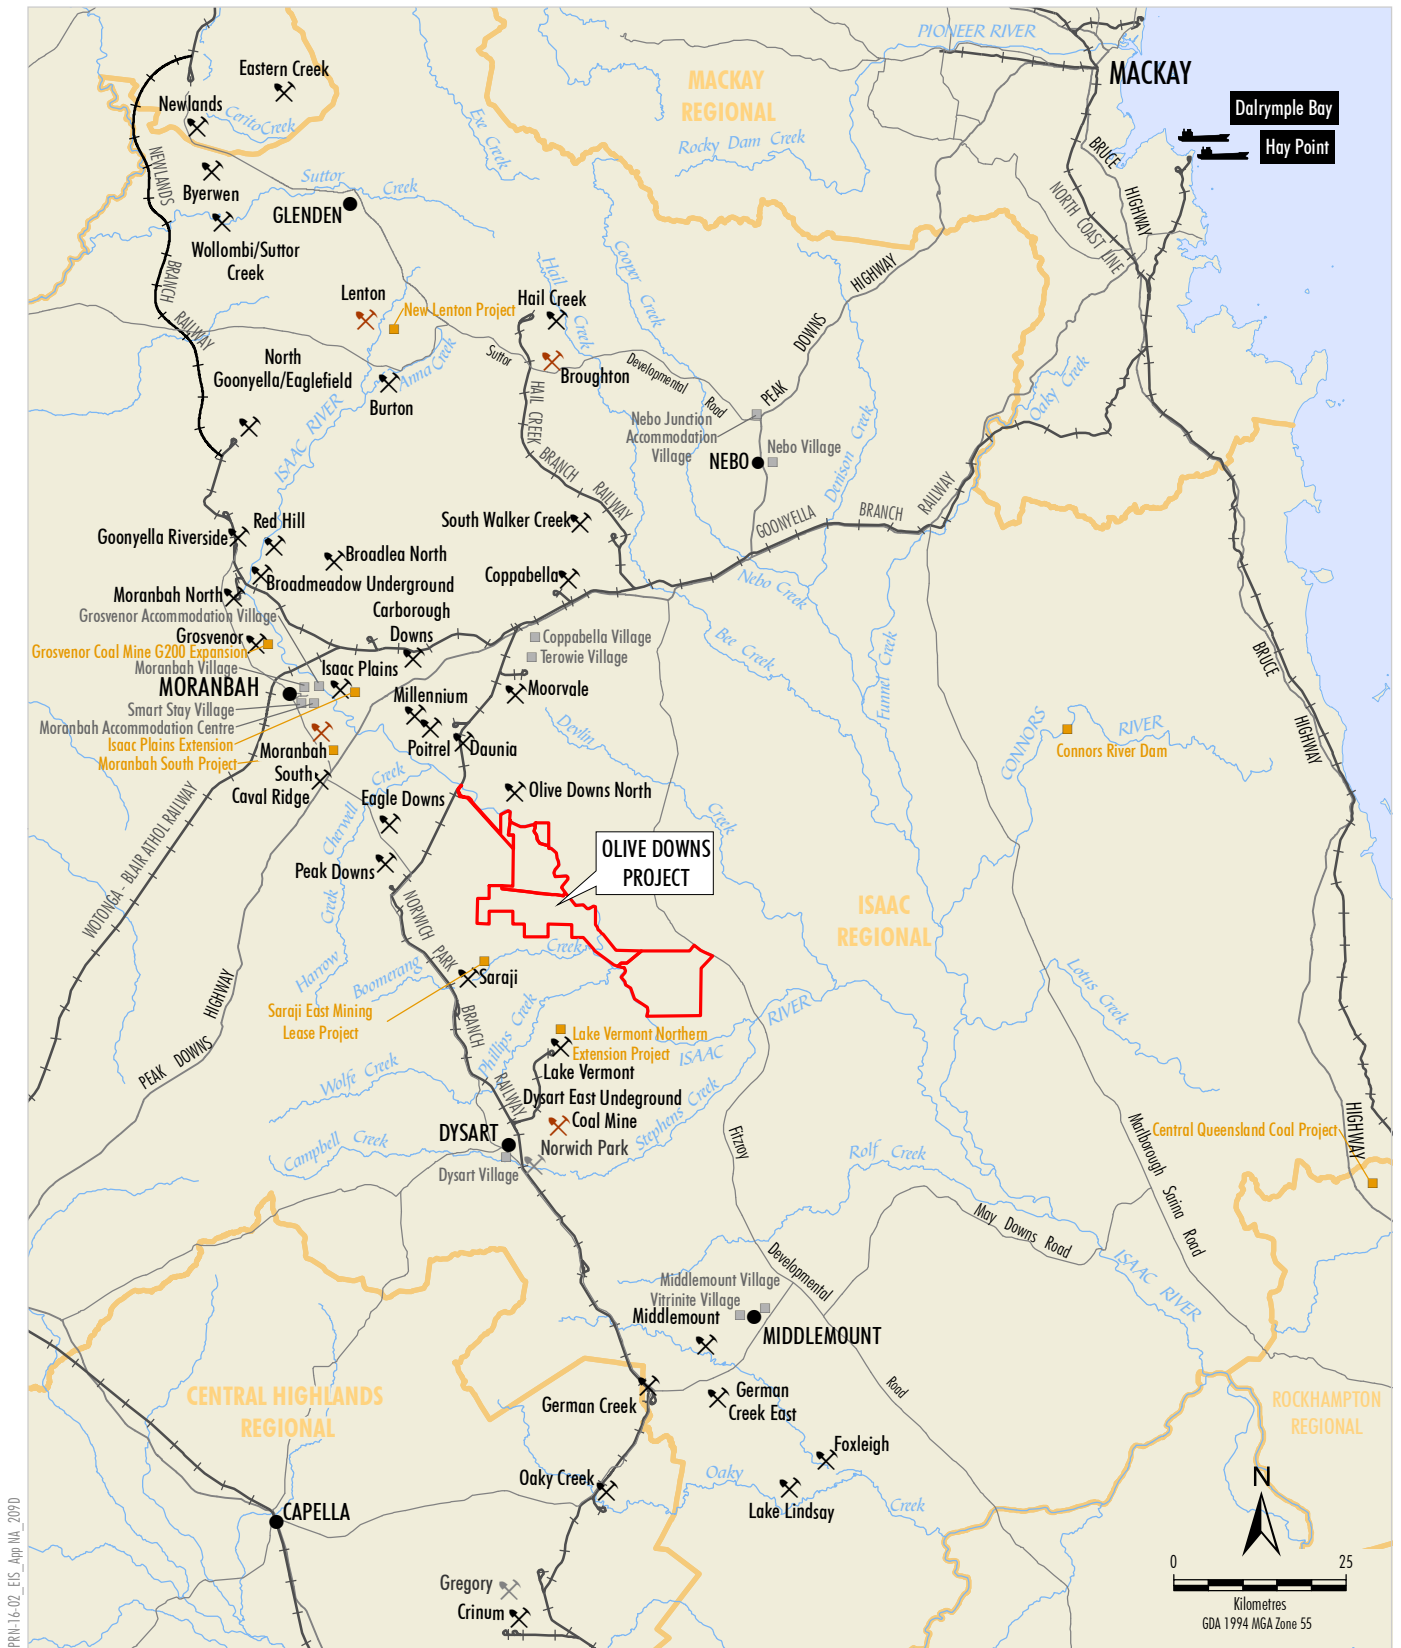 PIONEER RIVER
MACKAY
MACKAY
REGIONAL
Eastern Creek
Newlands
Cerito Creek
Exe Creek
Rocky Dam Creek
Dalrymple Bay
Hay Point
BRUCE
HIGHWAY
NORTH COAST LINE
NEWLANDS
BRANCH
RAILWAY
Byerwen
Suttor
Creek
GLENDEN
Wollombi/Suttor
Creek
Lenton
New Lenton Project
Hail
Creek
Hail Creek
Cooper Creek
HIGHWAY
DOWNS
PEAK
North
Goonyella/Eaglefield
Anna Creek
Burton
Suttor
Developmental
Road
Broughton
HAIL CREEK
BRANCH
RAILWAY
Nebo Junction
Accommodation
Village
NEBO
Nebo Village
Denison Creek
Oaky Creek
ISAAC RIVER
Goonyella Riverside
Red Hill
South Walker Creek
GOONYELLA
BRANCH
RAILWAY
Broadlea North
Broadmeadow Underground
Coppabella
Moranbah North
Grosvenor Accommodation Village
Carborough
Downs
Nebo Creek
Bee Creek
Funnel Creek
Grosvenor
Grosvenor Coal Mine G200 Expansion
Moranbah Village
MORANBAH
Isaac Plains
Coppabella Village
Terowie Village
Smart Stay Village
Moranbah Accommodation Centre
Isaac Plains Extension
Moranbah South Project
Millennium
Moorvale
Poitrel
Daunia
Devlin
Creek
Moranbah
South
Caval Ridge
CONNORS
RIVER
Connors River Dam
BRUCE
HIGHWAY
Eagle Downs
Olive Downs North
Creek
Cherwell
OLIVE DOWNS
PROJECT
Peak Downs
WOTONGA - BLAIR ATHOL RAILWAY
NORWICH PARK
BRANCH
RAILWAY
Creek
Harrow
Boomerang
Creek
ISAAC
REGIONAL
Saraji
Saraji East Mining
Lease Project
PEAK DOWNS
HIGHWAY
Lotus Creek
RIVER
ISAAC
Phillips Creek
Lake Vermont Northern
Extension Project
Lake Vermont
Wolfe Creek
Dysart East Undeground
Coal Mine
Stephens Creek
DYSART
Norwich Park
Campbell Creek
Dysart Village
Fitzroy
Developmental
Road
Rolf Creek
Marlborough Sarina Road
Central Queensland Coal Project
HIGHWAY
May Downs Road
ISAAC RIVER
Middlemount Village
Vitrinite Village
Middlemount
MIDDLEMOUNT
CENTRAL HIGHLANDS
REGIONAL
German Creek
German
Creek East
ROCKHAMPTON
REGIONAL
Foxleigh
Oaky Creek
Oaky
Creek
Lake Lindsay
CAPELLA
Gregory
Crinum
N
0
25
Kilometres
GDA 1994 MGA Zone 55
PRN-16-02_EIS_App NA_209D